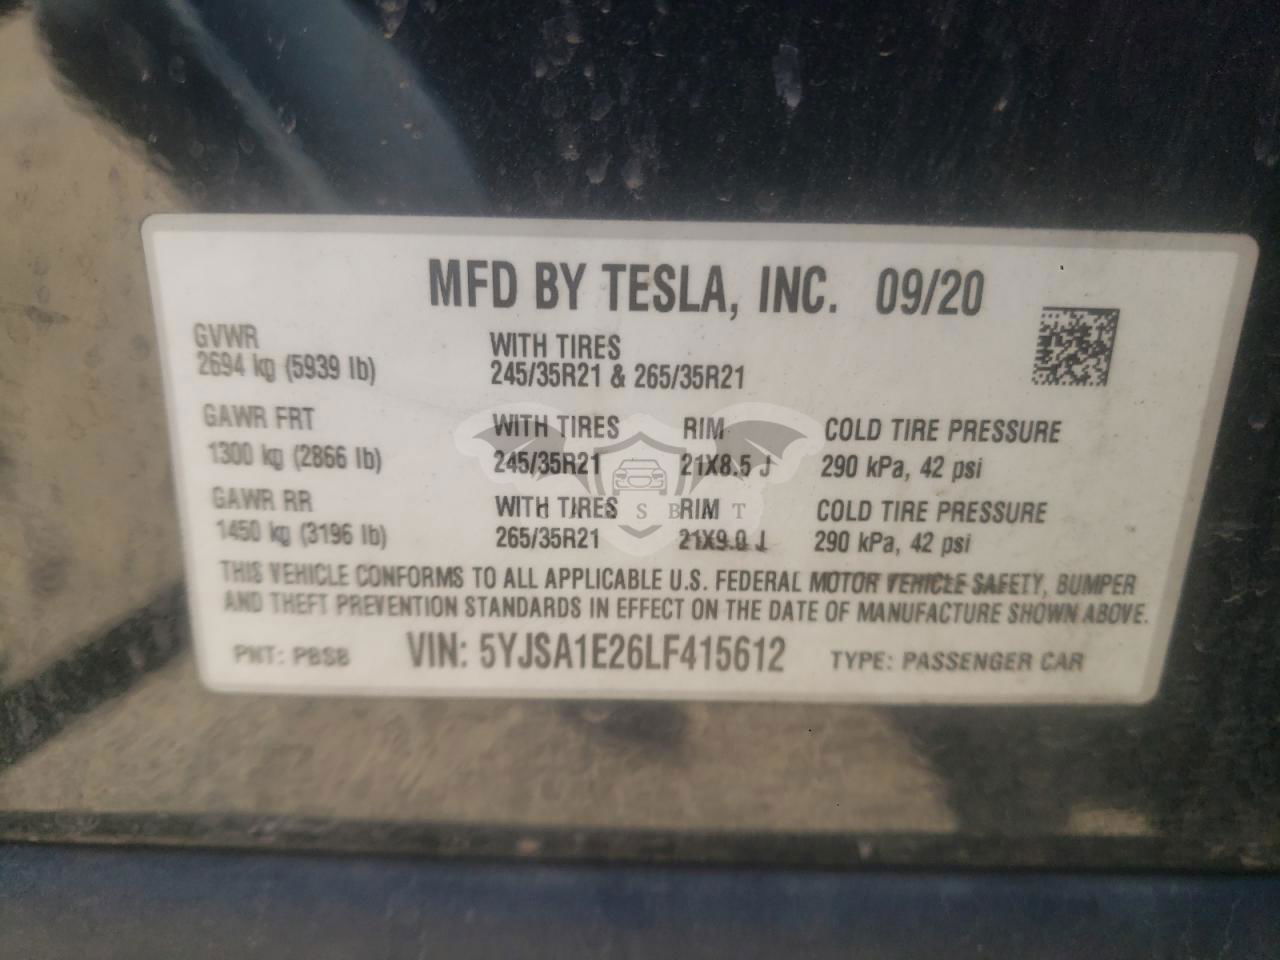 MFD BY TESLA, INC. 09/20
GVWR
2694 kg (5939 lb)
WITH TIRES
245/35R21 & 265/35R21
GAWR FRT
1300 kg (2866 lb)
WITH TIRES
245/35R21
RIM
21X8.5 J
COLD TIRE PRESSURE
290 kPa, 42 psi
GAWR RR
1450 kg (3196 lb)
WITH TIRES
265/35R21
RIM
21X9.0 J
COLD TIRE PRESSURE
290 kPa, 42 psi
S B T
THIS VEHICLE CONFORMS TO ALL APPLICABLE U.S. FEDERAL MOTOR VEHICLE SAFETY, BUMPER
AND THEFT PREVENTION STANDARDS IN EFFECT ON THE DATE OF MANUFACTURE SHOWN ABOVE.
PNT: PBSB VIN: 5YJSA1E26LF415612 TYPE: PASSENGER CAR